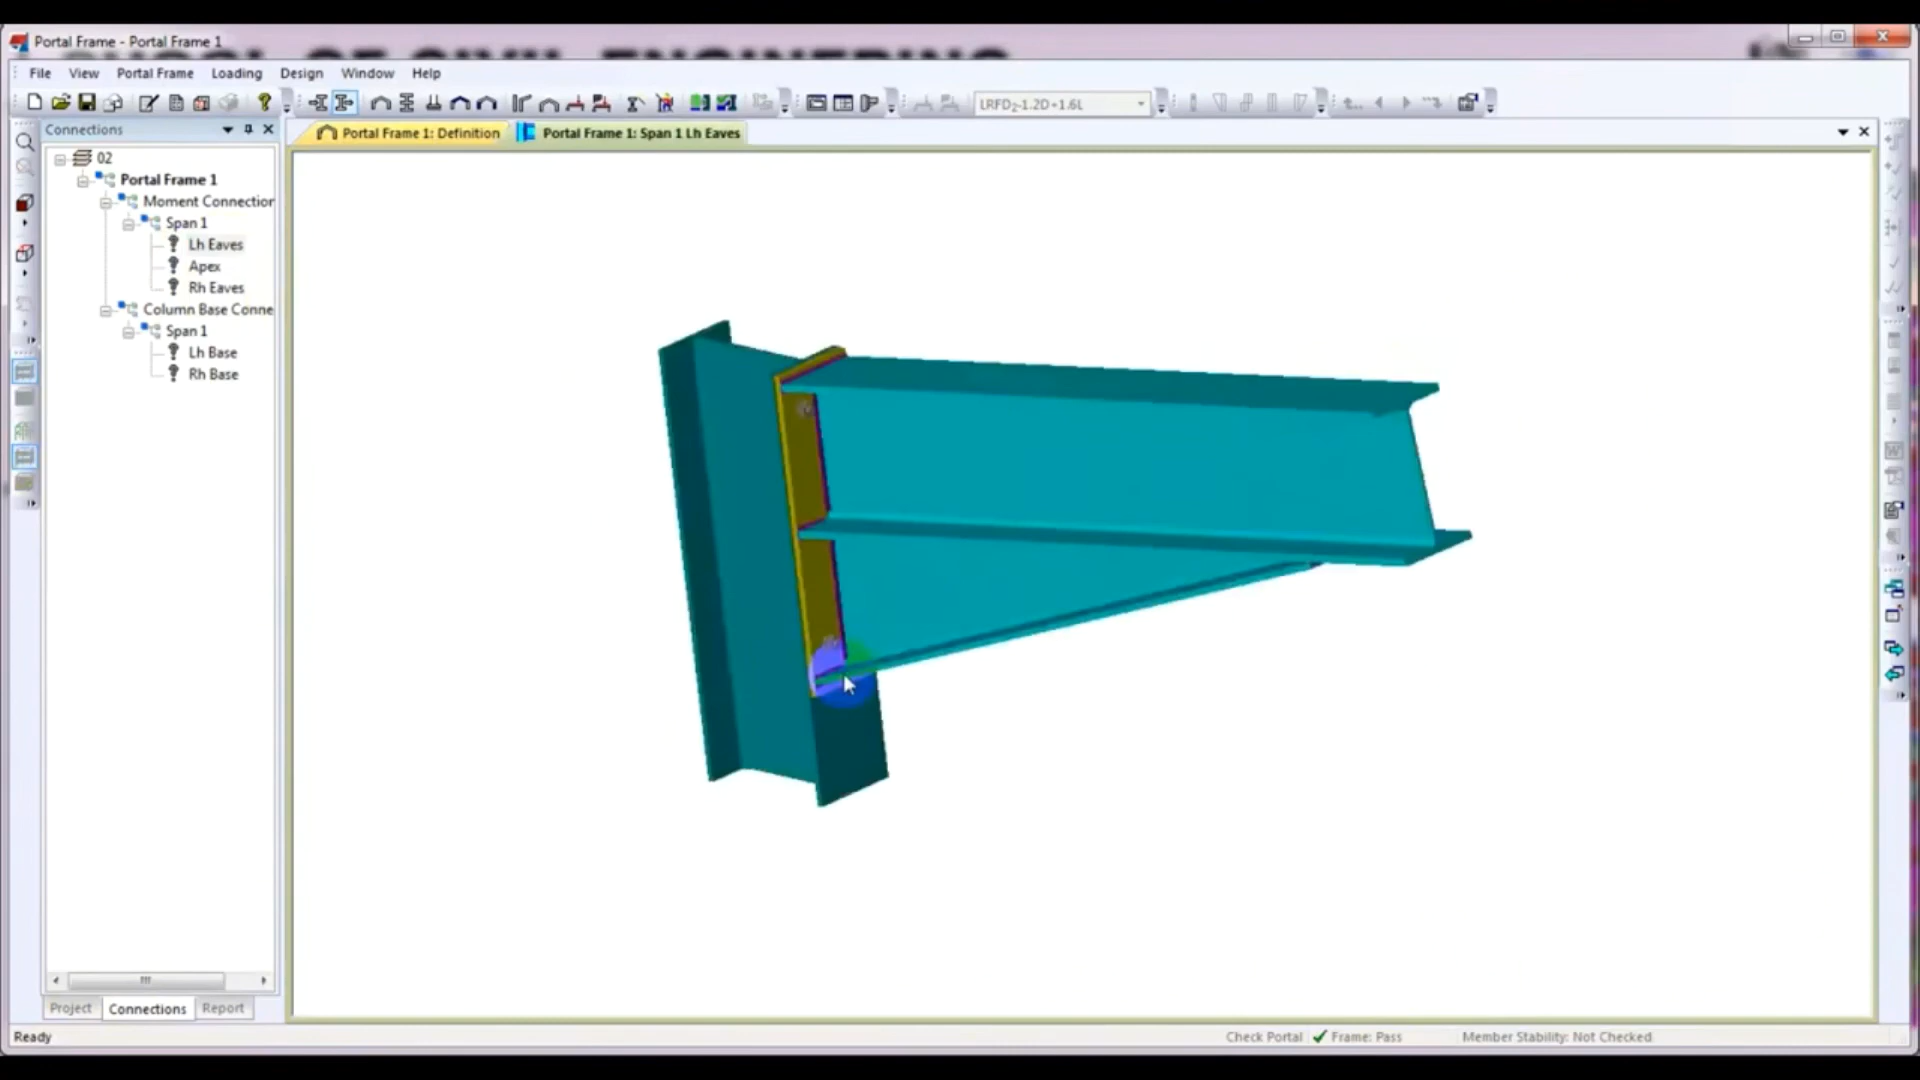 Portal Frame - Portal Frame 1
OF CIVIL ENGINEERING
File View Portal Frame Loading Design Window Help
LRFD2-1.2D+1.6L
Connections
Portal Frame 1: Definition
Portal Frame 1: Span 1 Lh Eaves
02
Portal Frame 1
Moment Connection
Span 1
Lh Eaves
Apex
Rh Eaves
Column Base Conne
Span 1
Lh Base
Rh Base
Project Connections Report
Ready
Check Portal Frame: Pass Member Stability: Not Checked